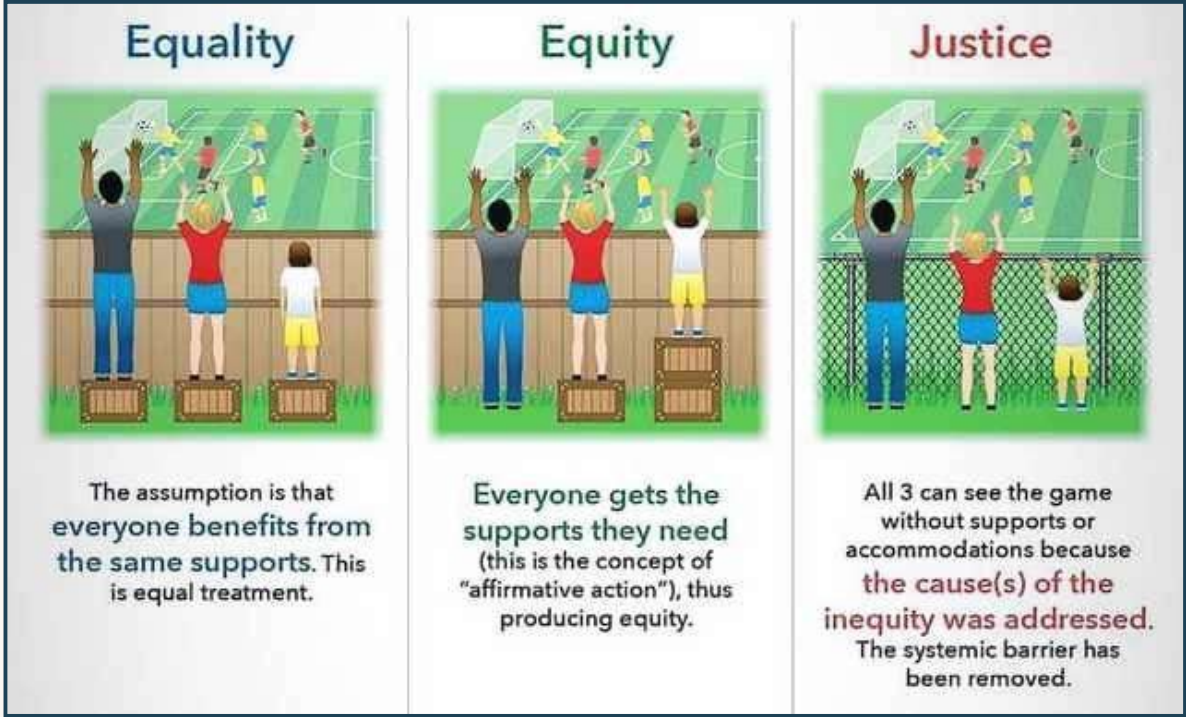 Equality
The assumption is that
everyone benefits from
the same supports. This
is equal treatment.
Equity
Everyone gets the
supports they need
(this is the concept of
"affirmative action"), thus
producing equity.
Justice
All 3 can see the game
without supports or
accommodations because
the cause(s) of the
inequity was addressed.
The systemic barrier has
been removed.